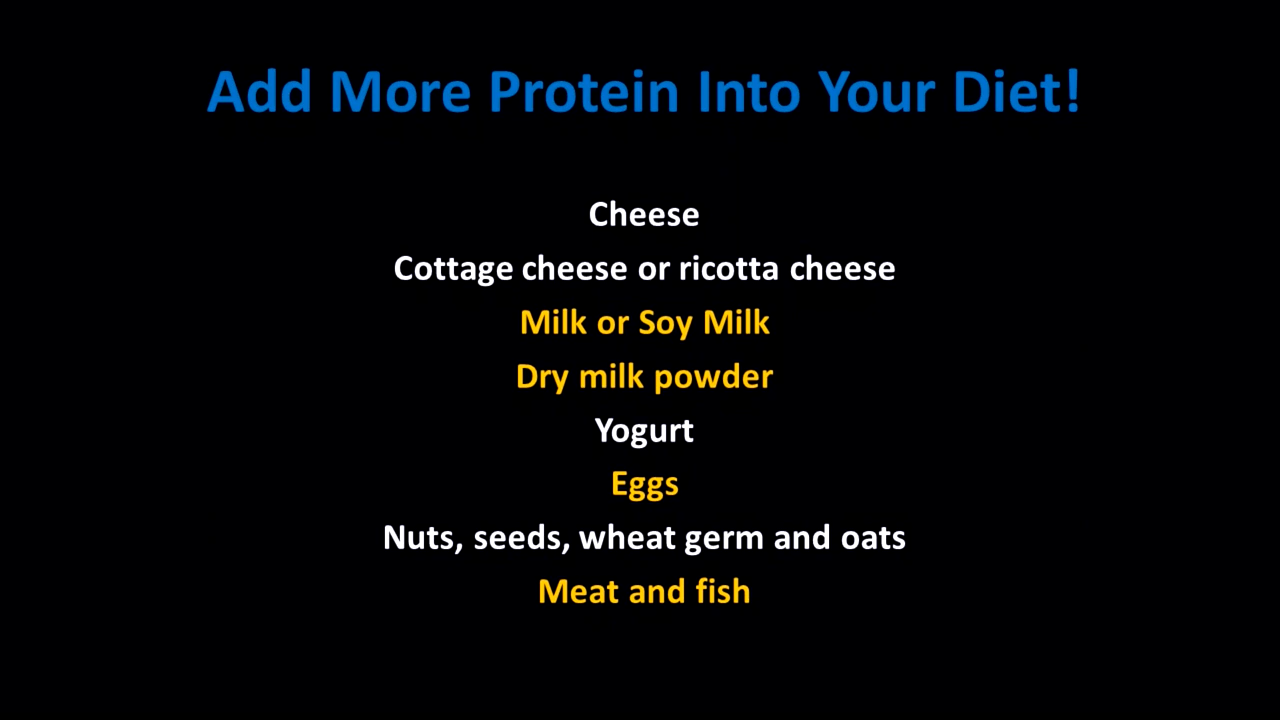 Add More Protein Into Your Diet!
Cheese
Cottage cheese or ricotta cheese
Milk or Soy Milk
Dry milk powder
Yogurt
Eggs
Nuts, seeds, wheat germ and oats
Meat and fish